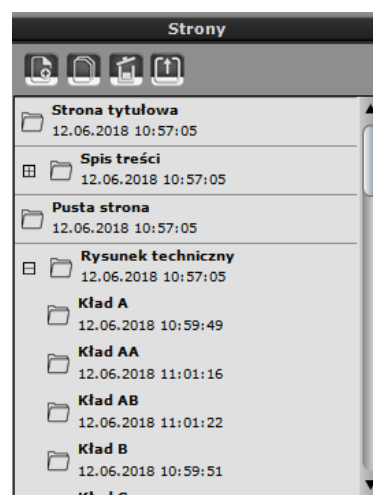 Strony
Strona tytułowa
12.06.2018 10:57:05
Spis treści
12.06.2018 10:57:05
Pusta strona
12.06.2018 10:57:05
Rysunek techniczny
12.06.2018 10:57:05
Kład A
12.06.2018 10:59:49
Kład AA
12.06.2018 11:01:16
Kład AB
12.06.2018 11:01:22
Kład B
12.06.2018 10:59:51